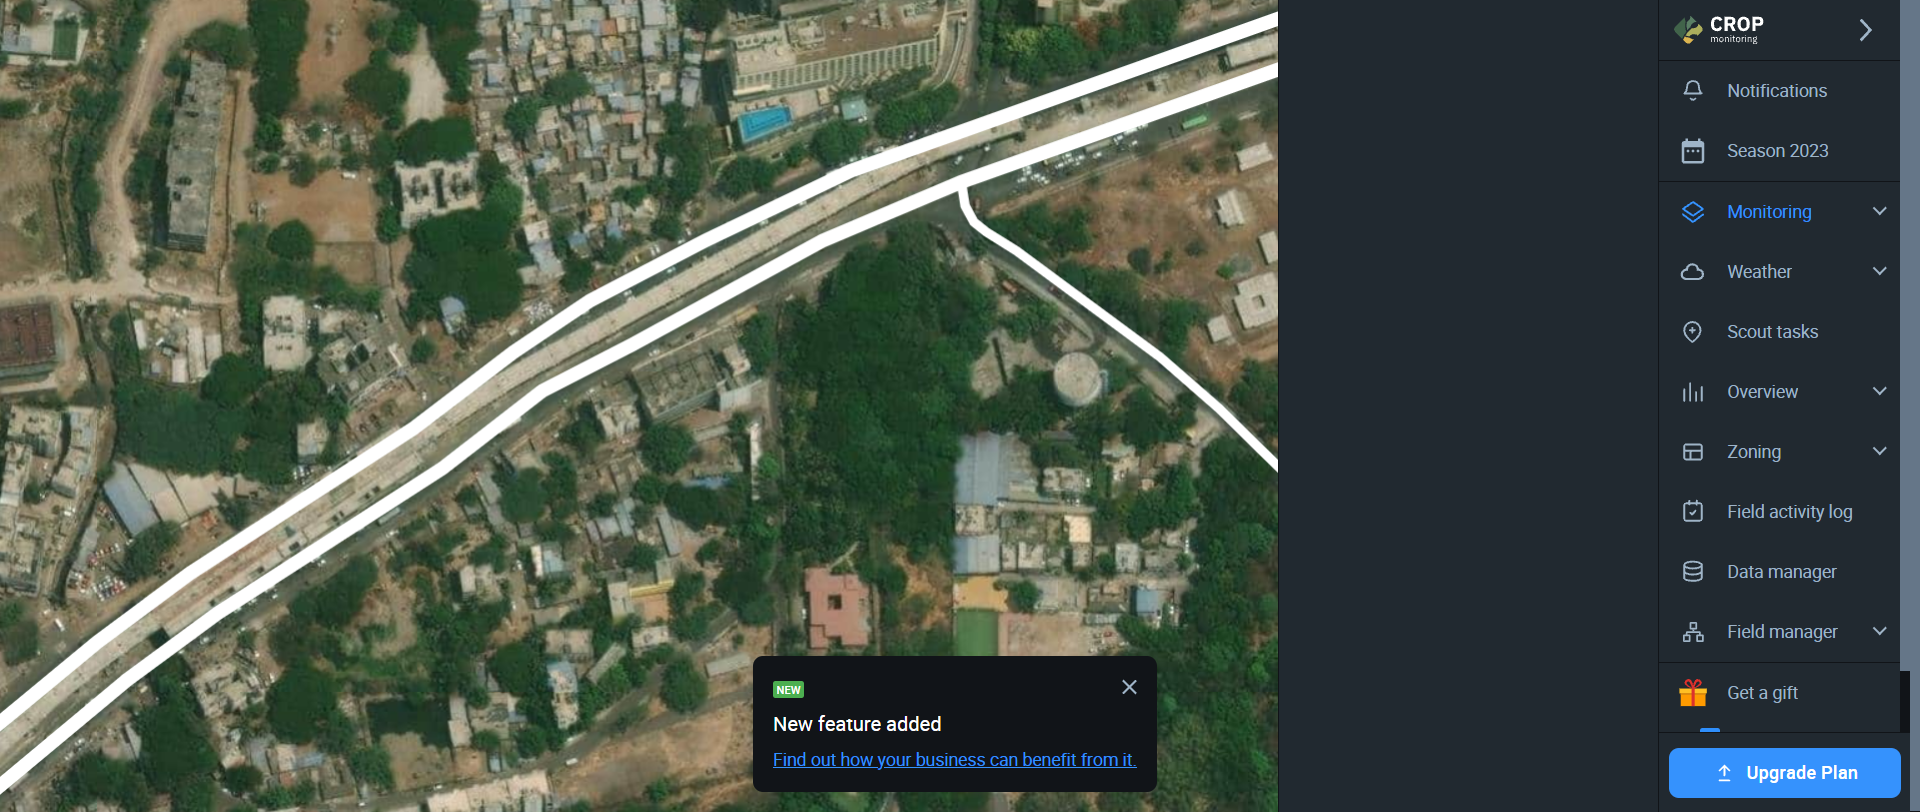 CROP
monitoring
Notifications
Season 2023
Monitoring
Weather
Scout tasks
Overview
Zoning
Field activity log
Data manager
Field manager
Get a gift
Upgrade Plan
NEW
New feature added
Find out how your business can benefit from it.